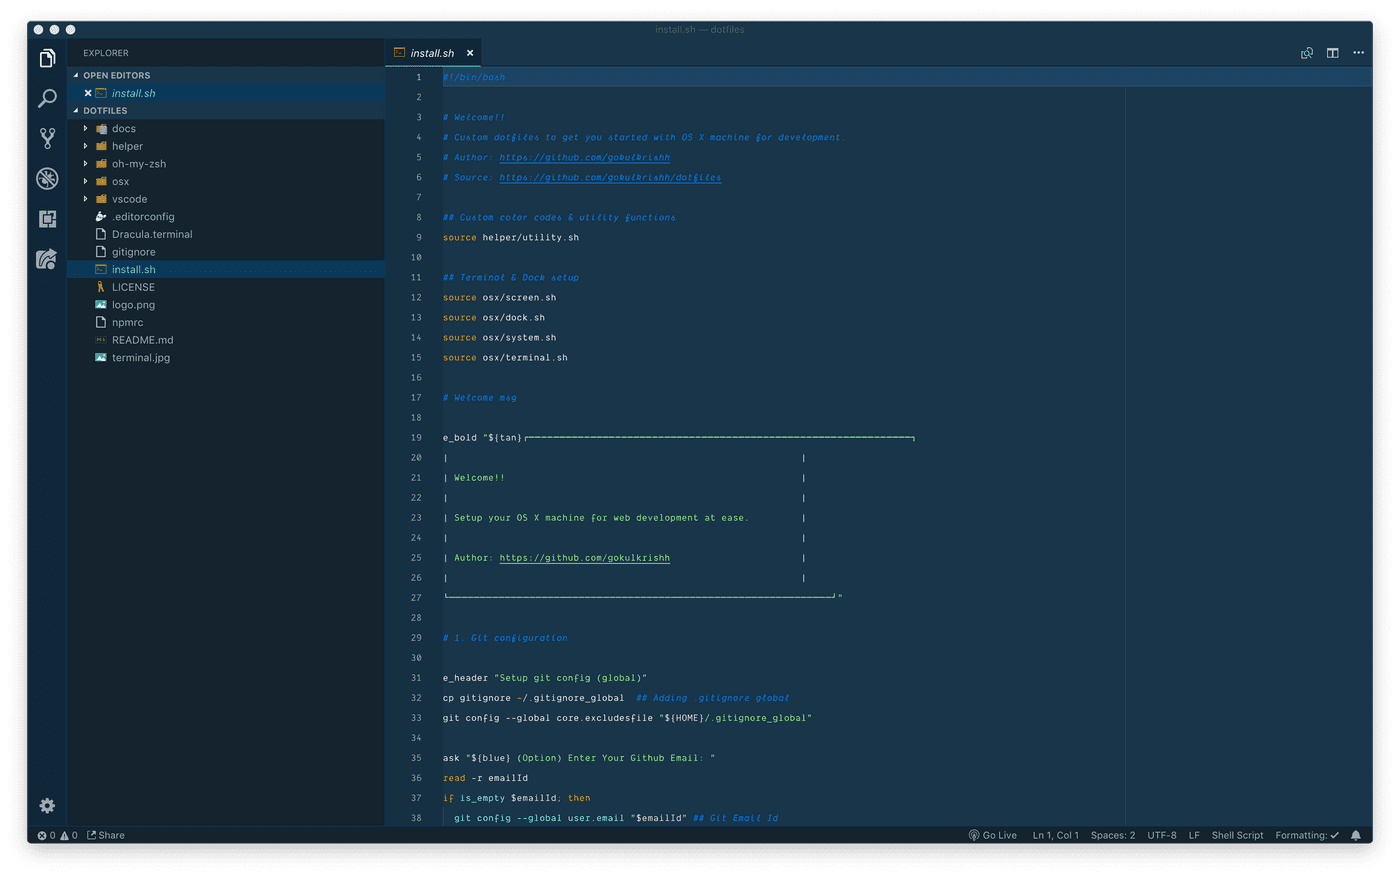 install.sh — dotfiles
EXPLORER
OPEN EDITORS
install.sh
DOTFILES
docs
helper
oh-my-zsh
osx
vscode
.editorconfig
Dracula.terminal
gitignore
install.sh
LICENSE
logo.png
npmrc
README.md
terminal.jpg
install.sh ×
1 #!/bin/bash
2
3 # Welcome!!
4 # Custom dotfiles to get you started with OS X machine for development.
5 # Author: https://github.com/gokulkrishh
6 # Source: https://github.com/gokulkrishh/dotfiles
7
8 ## Custom color codes & utility functions
9 source helper/utility.sh
10
11 ## Terminal & Dock setup
12 source osx/screen.sh
13 source osx/dock.sh
14 source osx/system.sh
15 source osx/terminal.sh
16
17 # Welcome msg
18
19 e_bold "${tan}┌────────────────────────────────────────────────────────────────────┐
20 | |
21 | Welcome!! |
22 | |
23 | Setup your OS X machine for web development at ease. |
24 | |
25 | Author: https://github.com/gokulkrishh |
26 | |
27 └────────────────────────────────────────────────────────────────────┘"
28
29 # 1. Git configuration
30
31 e_header "Setup git config (global)"
32 cp gitignore ~/.gitignore_global ## Adding .gitignore global
33 git config --global core.excludesfile "${HOME}/.gitignore_global"
34
35 ask "${blue} (Option) Enter Your Github Email: "
36 read -r emailId
37 if is_empty $emailId; then
38 git config --global user.email "$emailId" ## Git Email Id
0 0 Share
Go Live Ln 1, Col 1 Spaces: 2 UTF-8 LF Shell Script Formatting: ✓